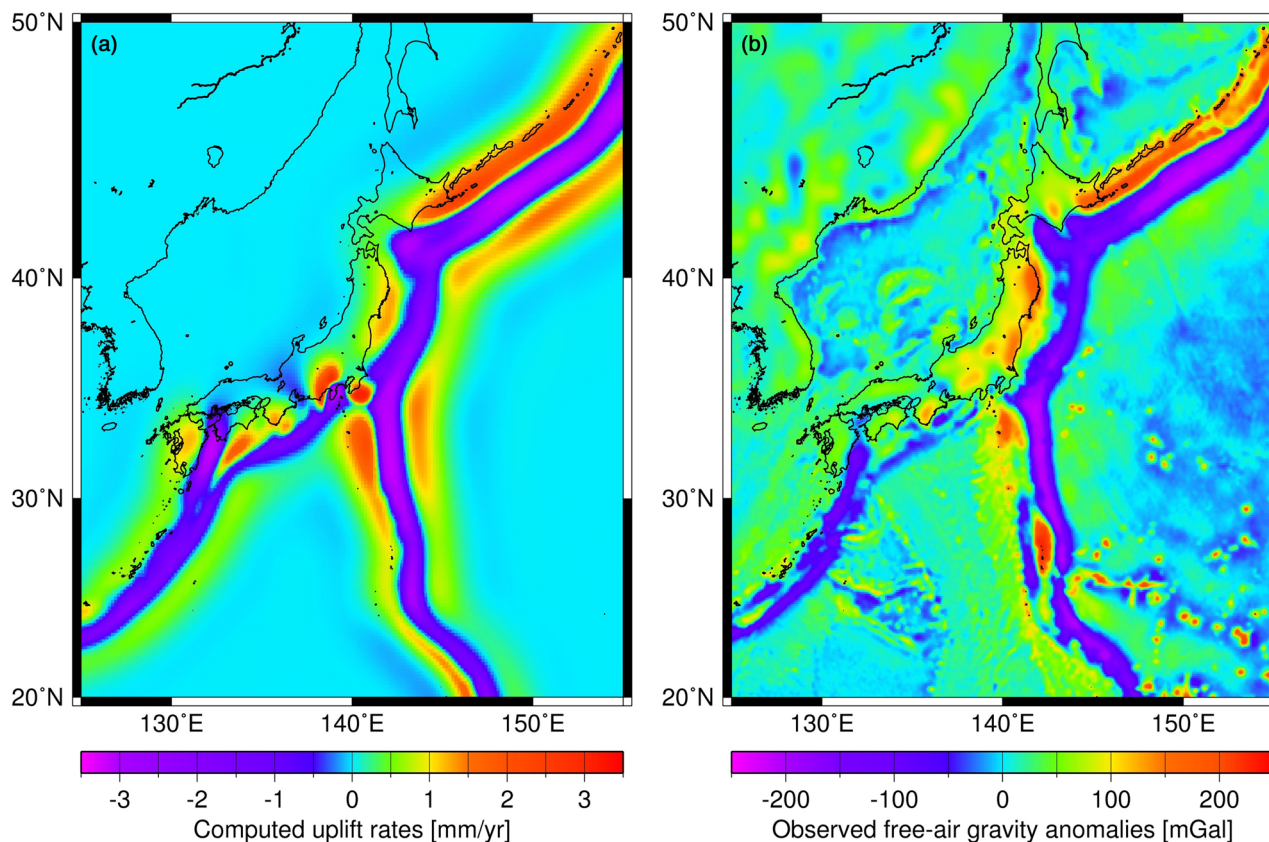 (a)
50˚N
40˚N
30˚N
20˚N
130˚E 140˚E 150˚E
-3 -2 -1 0 1 2 3
Computed uplift rates [mm/yr]
(b)
50˚N
40˚N
30˚N
20˚N
130˚E 140˚E 150˚E
-200 -100 0 100 200
Observed free-air gravity anomalies [mGal]